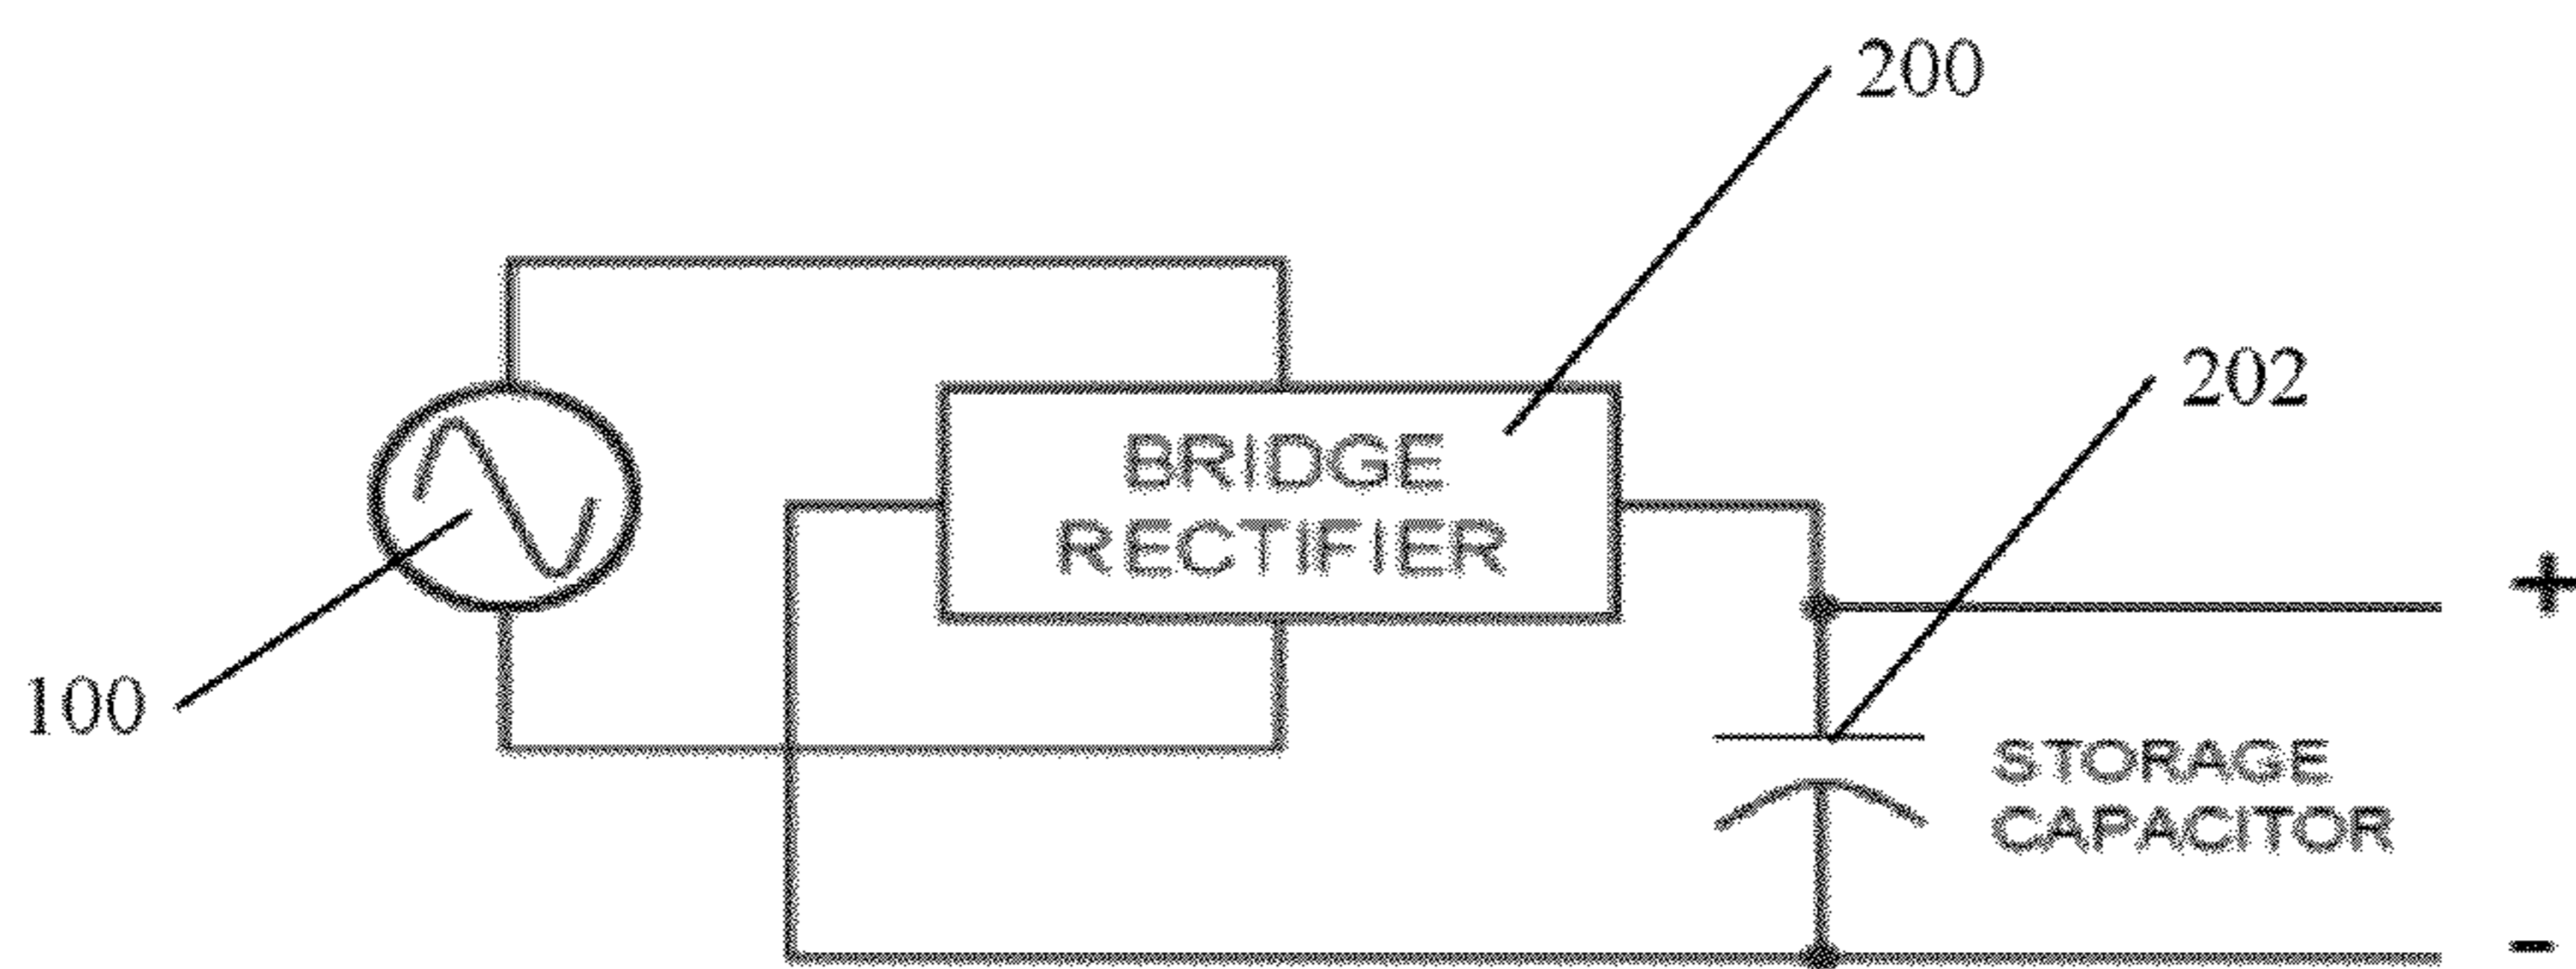 200
202
BRIDGE
RECTIFIER
+
100
STORAGE
CAPACITOR
-